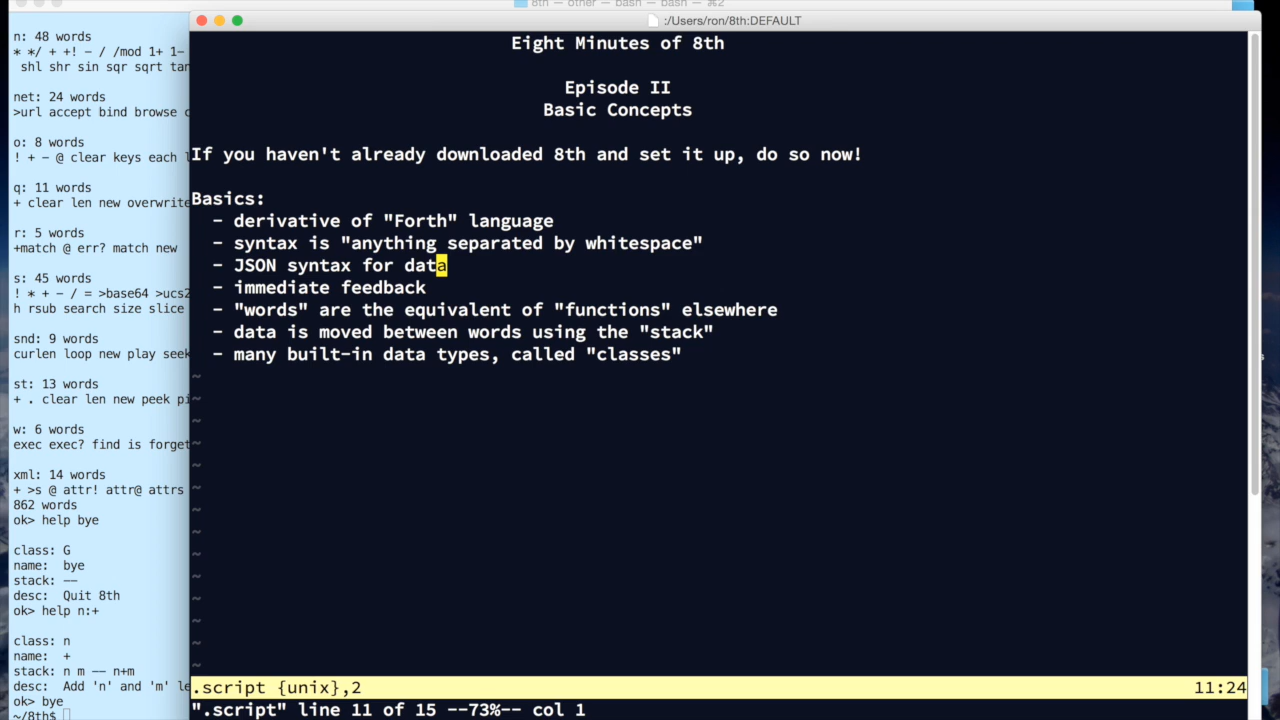 8th — other — bash — bash — ⌘2
:/Users/ron/8th:DEFAULT
n: 48 words
* */ + +! - / /mod 1+ 1-
shl shr sin sqr sqrt tan
net: 24 words
>url accept bind browse c
o: 8 words
! + - @ clear keys each l
q: 11 words
+ clear len new overwrite
r: 5 words
+match @ err? match new
s: 45 words
! * + - / = >base64 >ucs2
h rsub search size slice
snd: 9 words
curlen loop new play seek
st: 13 words
+ . clear len new peek pi
w: 6 words
exec exec? find is forget
xml: 14 words
+ >s @ attr! attr@ attrs
862 words
ok> help bye
class: G
name: bye
stack: --
desc: Quit 8th
ok> help n:+
class: n
name: +
stack: n m -- n+m
desc: Add 'n' and 'm' le
ok> bye
~/8th$
Eight Minutes of 8th
Episode II
Basic Concepts
If you haven't already downloaded 8th and set it up, do so now!
Basics:
- derivative of "Forth" language
- syntax is "anything separated by whitespace"
- JSON syntax for data
- immediate feedback
- "words" are the equivalent of "functions" elsewhere
- data is moved between words using the "stack"
- many built-in data types, called "classes"
~
~
~
~
~
~
~
~
~
~
~
~
~
~
.script {unix},2 11:24
".script" line 11 of 15 --73%-- col 1